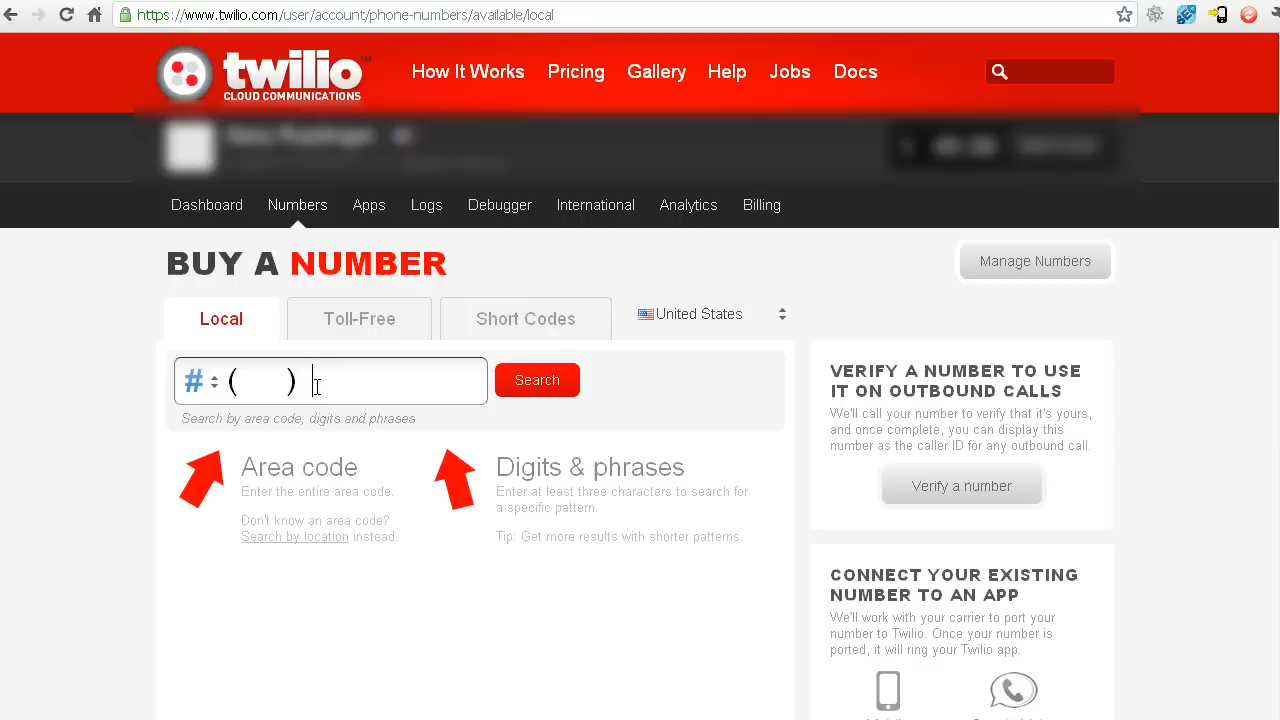 https://www.twilio.com/user/account/phone-numbers/available/local
twilio™
CLOUD COMMUNICATIONS
How It Works Pricing Gallery Help Jobs Docs
Dashboard Numbers Apps Logs Debugger International Analytics Billing
BUY A NUMBER
Manage Numbers
Local Toll-Free Short Codes United States
# ( )
Search
Search by area code, digits and phrases
Area code
Enter the entire area code.
Don't know an area code?
Search by location instead.
Digits & phrases
Enter at least three characters to search for
a specific pattern.
Tip: Get more results with shorter patterns.
VERIFY A NUMBER TO USE
IT ON OUTBOUND CALLS
We'll call your number to verify that it's yours,
and once complete, you can display this
number as the caller ID for any outbound call.
Verify a number
CONNECT YOUR EXISTING
NUMBER TO AN APP
We'll work with your carrier to port your
number to Twilio. Once your number is
ported, it will ring your Twilio app.